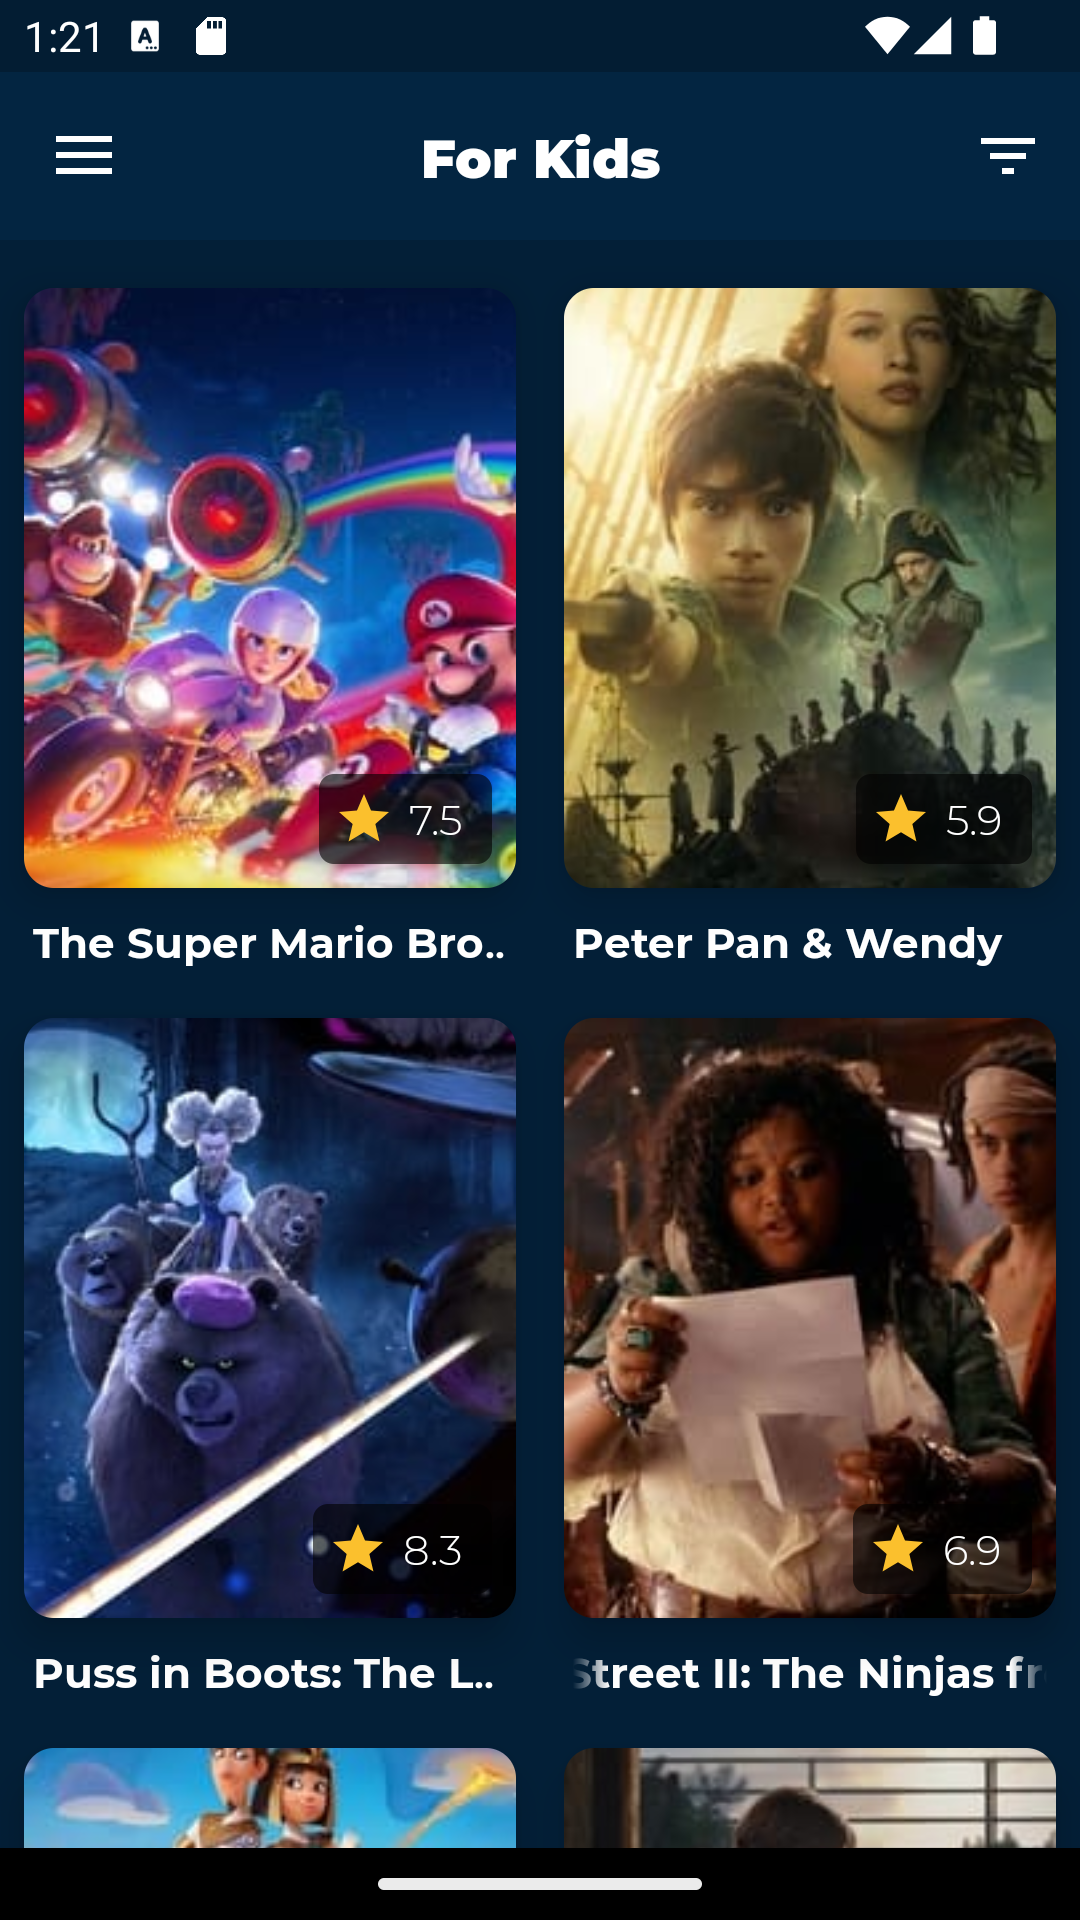 1:21
For Kids
7.5
5.9
The Super Mario Bro..
Peter Pan & Wendy
8.3
6.9
Puss in Boots: The L..
Street II: The Ninjas fr